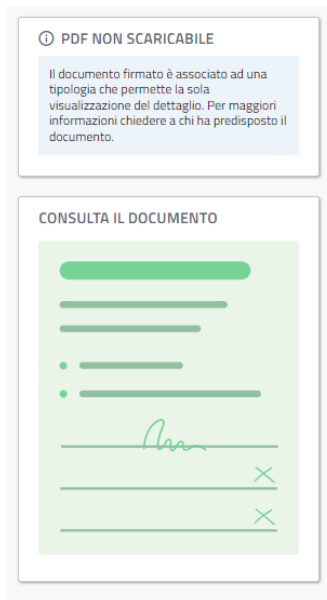 PDF NON SCARICABILE
Il documento firmato è associato ad una
tipologia che permette la sola
visualizzazione del dettaglio. Per maggiori
informazioni chiedere a chi ha predisposto il
documento.
CONSULTA IL DOCUMENTO